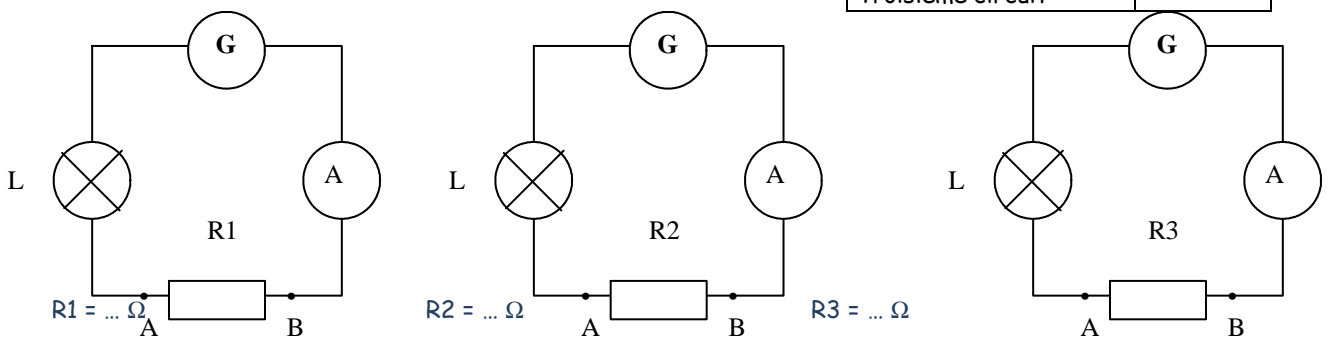 Troisième circuit
G G G
L A L A L A
R1 R2 R3
R1 = ... Ω R2 = ... Ω R3 = ... Ω
A B A B A B